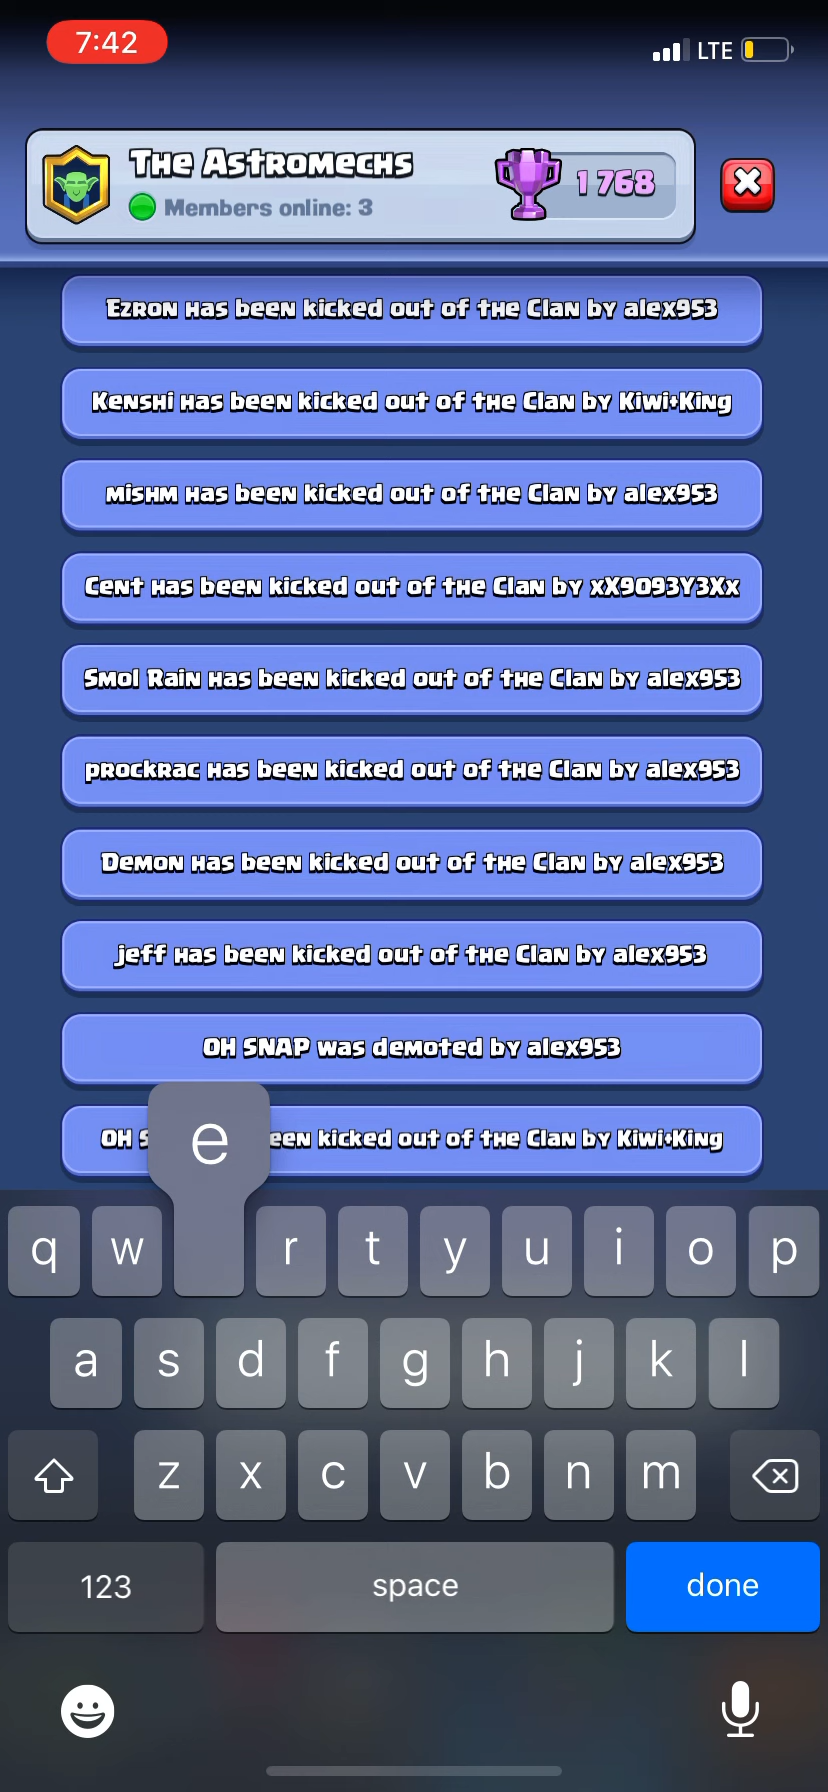 7:42
LTE
The Astromechs
Members online: 3
1 768
Ezron has been kicked out of the Clan by alex953
Kenshi has been kicked out of the Clan by Kiwi+King
mishm has been kicked out of the Clan by alex953
Cent has been kicked out of the Clan by xX9093Y3Xx
Smol Rain has been kicked out of the Clan by alex953
prockrac has been kicked out of the Clan by alex953
Demon has been kicked out of the Clan by alex953
jeff has been kicked out of the Clan by alex953
OH SNAP was demoted by alex953
OH kicked out of the Clan by Kiwi+King
e
q w r t y u i o p
a s d f g h j k l
z x c v b n m
123 space done